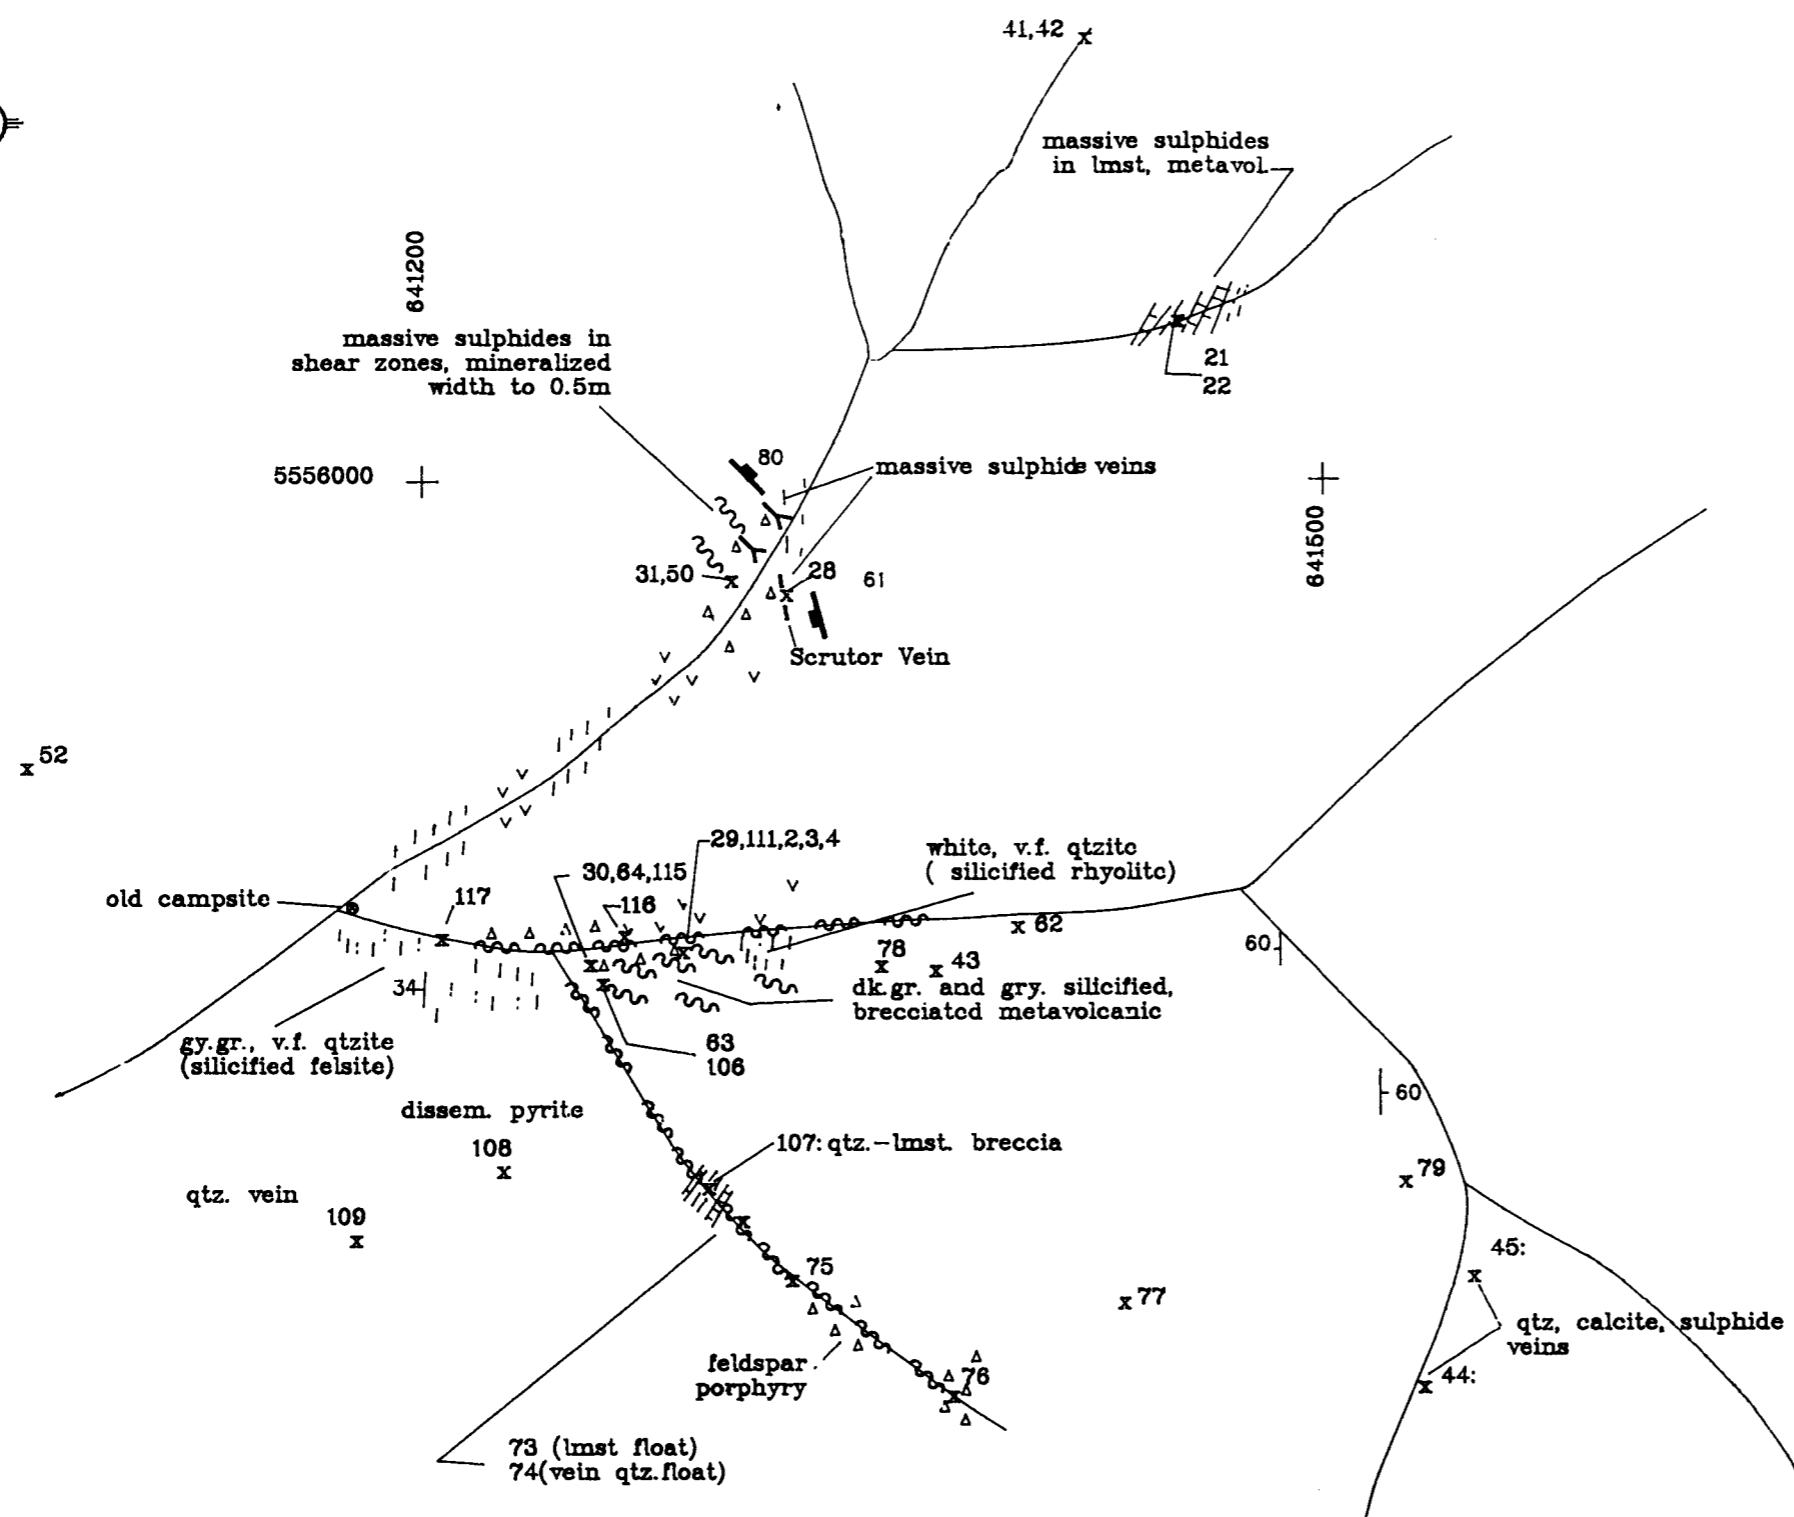 41,42
massive sulphides
in lmst, metavol.
641200
massive sulphides in
shear zones, mineralized
width to 0.5m
21
22
80
5556000
massive sulphide veins
641500
31,50
28
61
Scrutor Vein
52
29,111,2,3,4
white, v.f. qtzite
( silicified rhyolite)
30,64,115
old campsite
117
116
62
60
78
43
34
dk.gr. and gry. silicified,
brecciated metavolcanic
gy.gr., v.f. qtzite
(silicified felsite)
63
106
60
dissem. pyrite
108
107: qtz.-lmst. breccia
79
qtz. vein
109
45:
75
77
qtz, calcite, sulphide
veins
feldspar
porphyry
76
44:
73 (lmst float)
74(vein qtz.float)